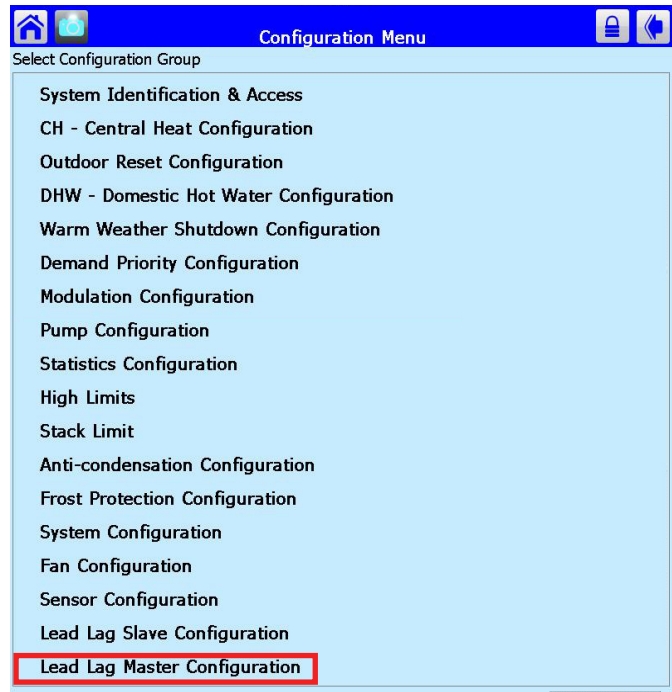 Configuration Menu
Select Configuration Group
System Identification & Access
CH - Central Heat Configuration
Outdoor Reset Configuration
DHW - Domestic Hot Water Configuration
Warm Weather Shutdown Configuration
Demand Priority Configuration
Modulation Configuration
Pump Configuration
Statistics Configuration
High Limits
Stack Limit
Anti-condensation Configuration
Frost Protection Configuration
System Configuration
Fan Configuration
Sensor Configuration
Lead Lag Slave Configuration
Lead Lag Master Configuration